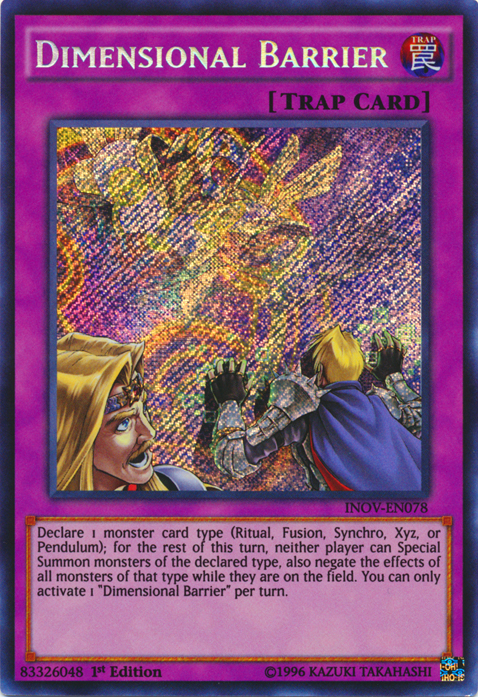 DIMENSIONAL BARRIER
TRAP
罠
[TRAP CARD]
INOV-EN078
Declare 1 monster card type (Ritual, Fusion, Synchro, Xyz, or
Pendulum); for the rest of this turn, neither player can Special
Summon monsters of the declared type, also negate the effects of
all monsters of that type while they are on the field. You can only
activate 1 "Dimensional Barrier" per turn.
83326048 1st Edition
©1996 KAZUKI TAKAHASHI